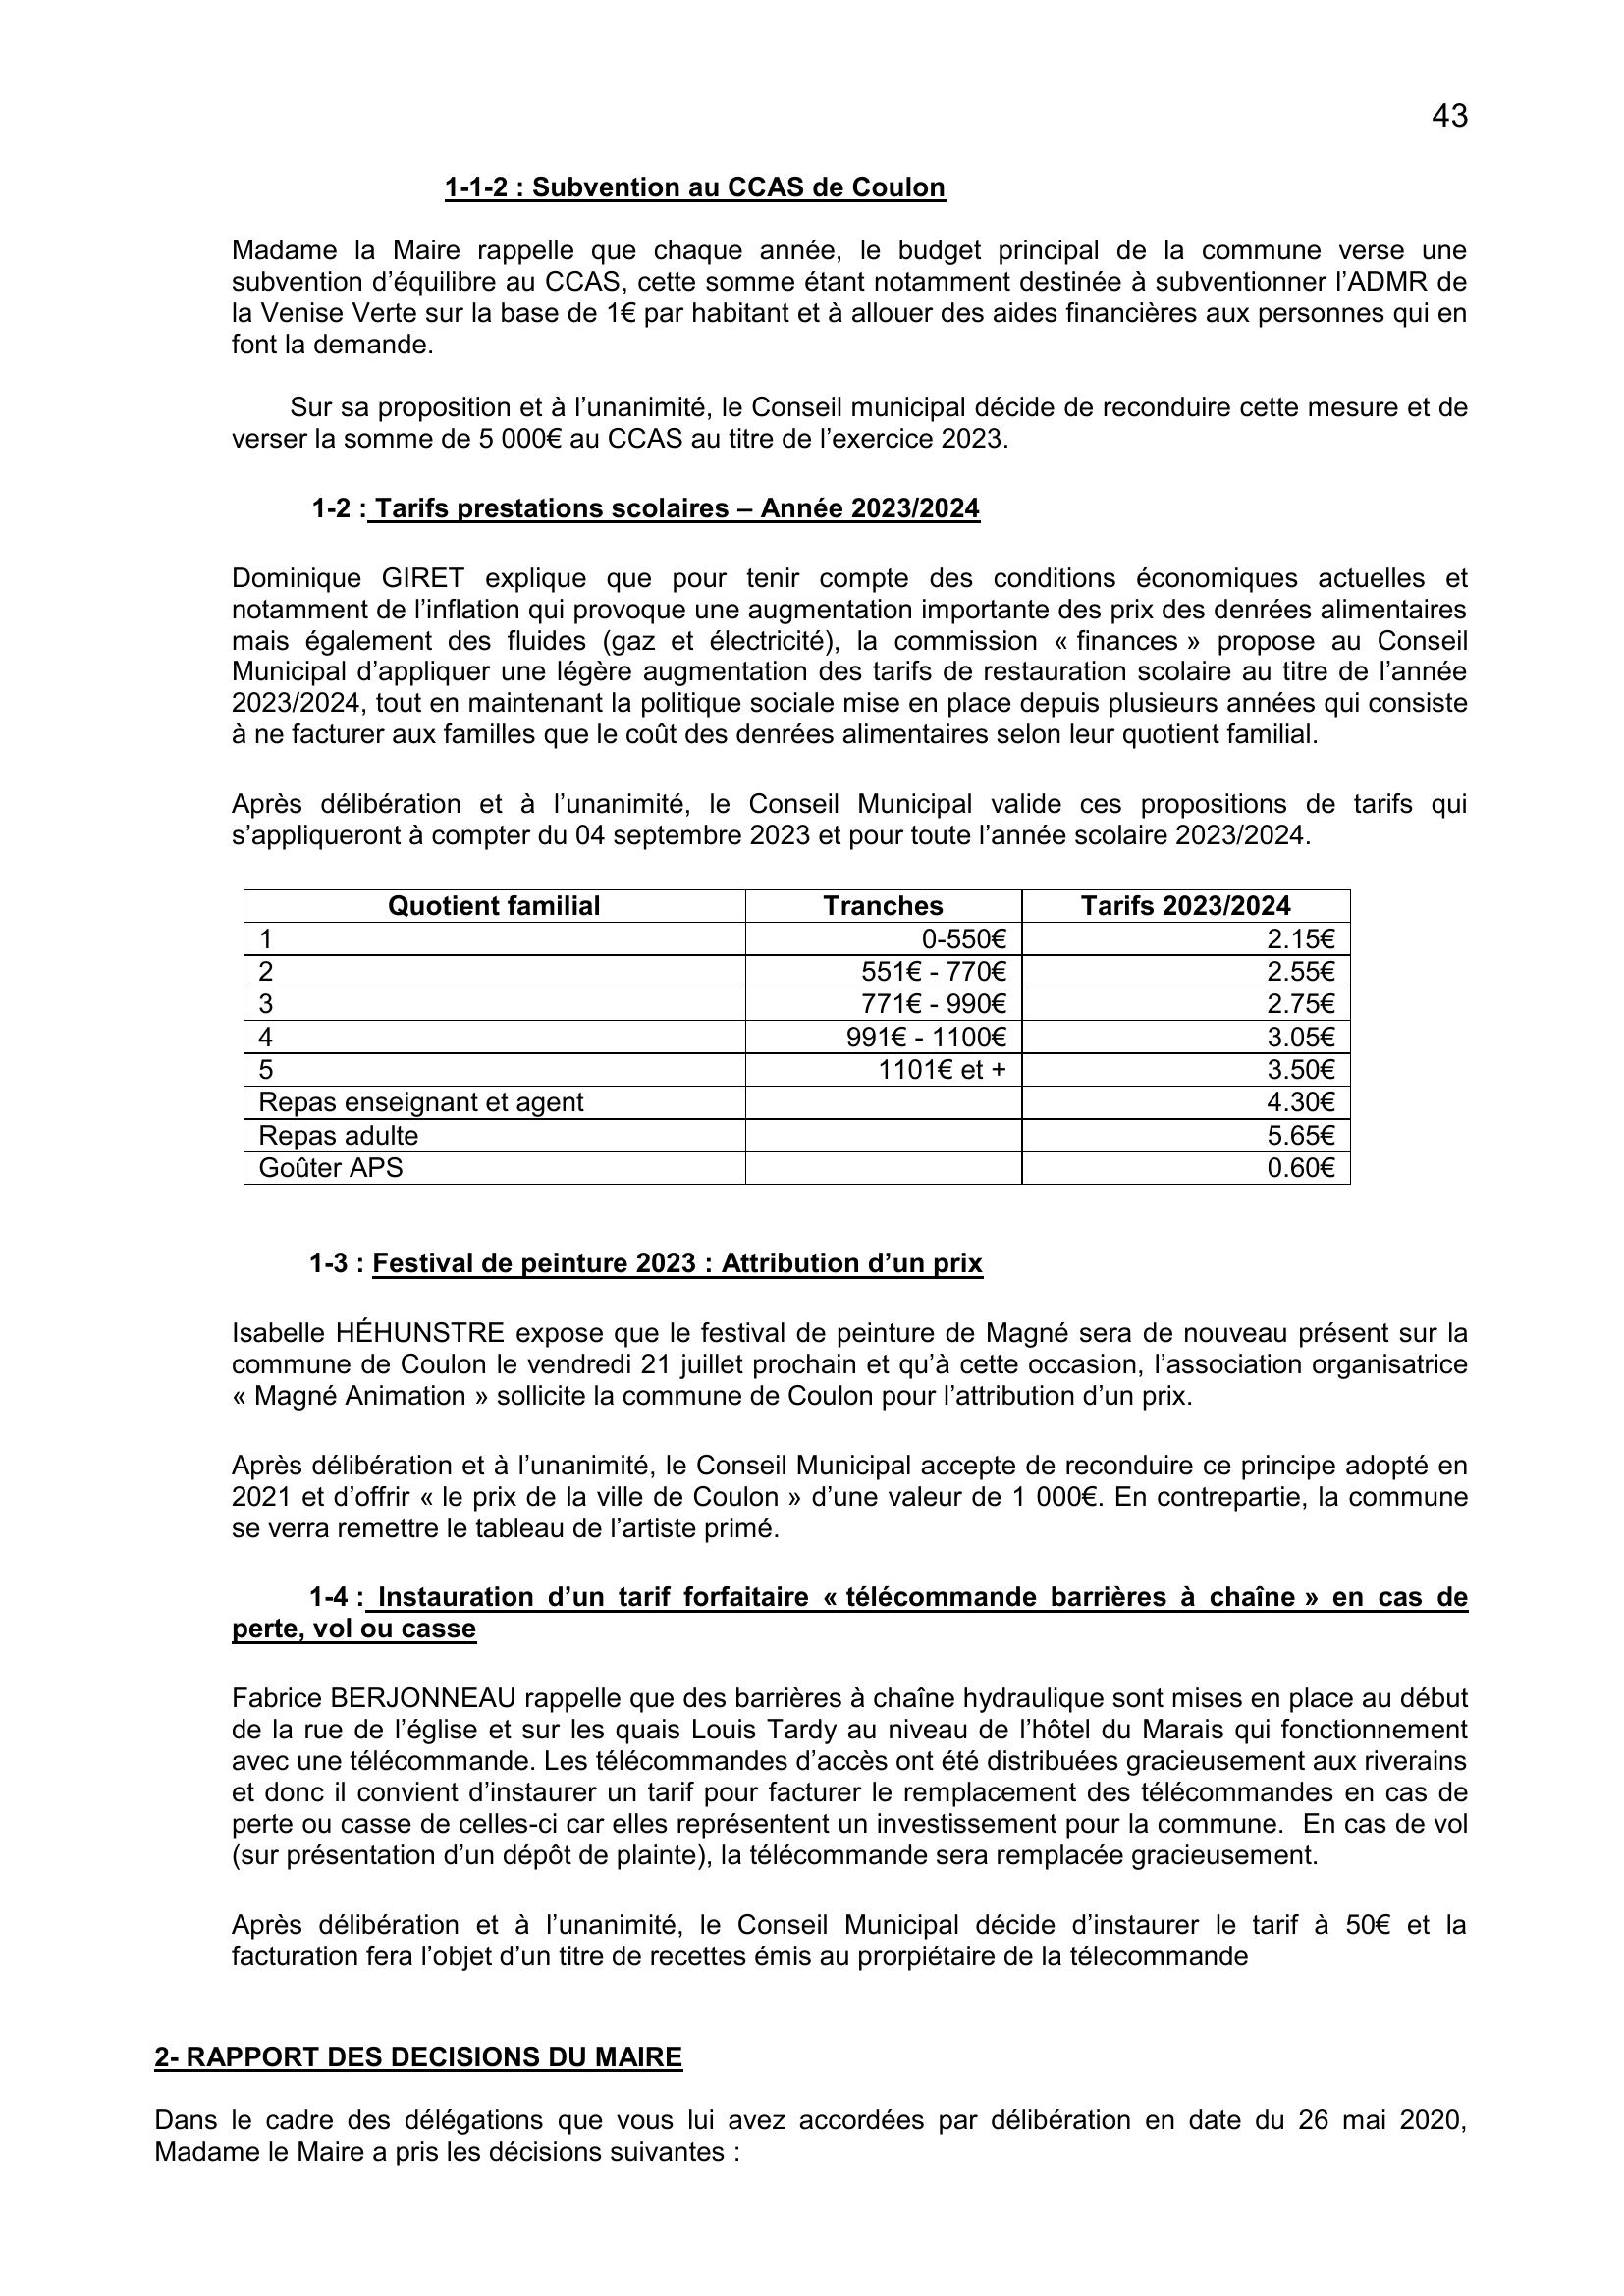 43
1-1-2 : Subvention au CCAS de Coulon
Madame la Maire rappelle que chaque année, le budget principal de la commune verse une
subvention d’équilibre au CCAS, cette somme étant notamment destinée à subventionner l’ADMR de
la Venise Verte sur la base de 1€ par habitant et à allouer des aides financières aux personnes qui en
font la demande.
Sur sa proposition et à l’unanimité, le Conseil municipal décide de reconduire cette mesure et de
verser la somme de 5 000€ au CCAS au titre de l’exercice 2023.
1-2 : Tarifs prestations scolaires – Année 2023/2024
Dominique GIRET explique que pour tenir compte des conditions économiques actuelles et
notamment de l’inflation qui provoque une augmentation importante des prix des denrées alimentaires
mais également des fluides (gaz et électricité), la commission « finances » propose au Conseil
Municipal d’appliquer une légère augmentation des tarifs de restauration scolaire au titre de l’année
2023/2024, tout en maintenant la politique sociale mise en place depuis plusieurs années qui consiste
à ne facturer aux familles que le coût des denrées alimentaires selon leur quotient familial.
Après délibération et à l’unanimité, le Conseil Municipal valide ces propositions de tarifs qui
s’appliqueront à compter du 04 septembre 2023 et pour toute l’année scolaire 2023/2024.
Quotient familial Tranches Tarifs 2023/2024
1 0-550€ 2.15€
2 551€ - 770€ 2.55€
3 771€ - 990€ 2.75€
4 991€ - 1100€ 3.05€
5 1101€ et + 3.50€
Repas enseignant et agent 4.30€
Repas adulte 5.65€
Goûter APS 0.60€
1-3 : Festival de peinture 2023 : Attribution d’un prix
Isabelle HÉHUNSTRE expose que le festival de peinture de Magné sera de nouveau présent sur la
commune de Coulon le vendredi 21 juillet prochain et qu’à cette occasion, l’association organisatrice
« Magné Animation » sollicite la commune de Coulon pour l’attribution d’un prix.
Après délibération et à l’unanimité, le Conseil Municipal accepte de reconduire ce principe adopté en
2021 et d’offrir « le prix de la ville de Coulon » d’une valeur de 1 000€. En contrepartie, la commune
se verra remettre le tableau de l’artiste primé.
1-4 : Instauration d’un tarif forfaitaire « télécommande barrières à chaîne » en cas de
perte, vol ou casse
Fabrice BERJONNEAU rappelle que des barrières à chaîne hydraulique sont mises en place au début
de la rue de l’église et sur les quais Louis Tardy au niveau de l’hôtel du Marais qui fonctionnement
avec une télécommande. Les télécommandes d’accès ont été distribuées gracieusement aux riverains
et donc il convient d’instaurer un tarif pour facturer le remplacement des télécommandes en cas de
perte ou casse de celles-ci car elles représentent un investissement pour la commune. En cas de vol
(sur présentation d’un dépôt de plainte), la télécommande sera remplacée gracieusement.
Après délibération et à l’unanimité, le Conseil Municipal décide d’instaurer le tarif à 50€ et la
facturation fera l’objet d’un titre de recettes émis au prorpiétaire de la télecommande
2- RAPPORT DES DECISIONS DU MAIRE
Dans le cadre des délégations que vous lui avez accordées par délibération en date du 26 mai 2020,
Madame le Maire a pris les décisions suivantes :